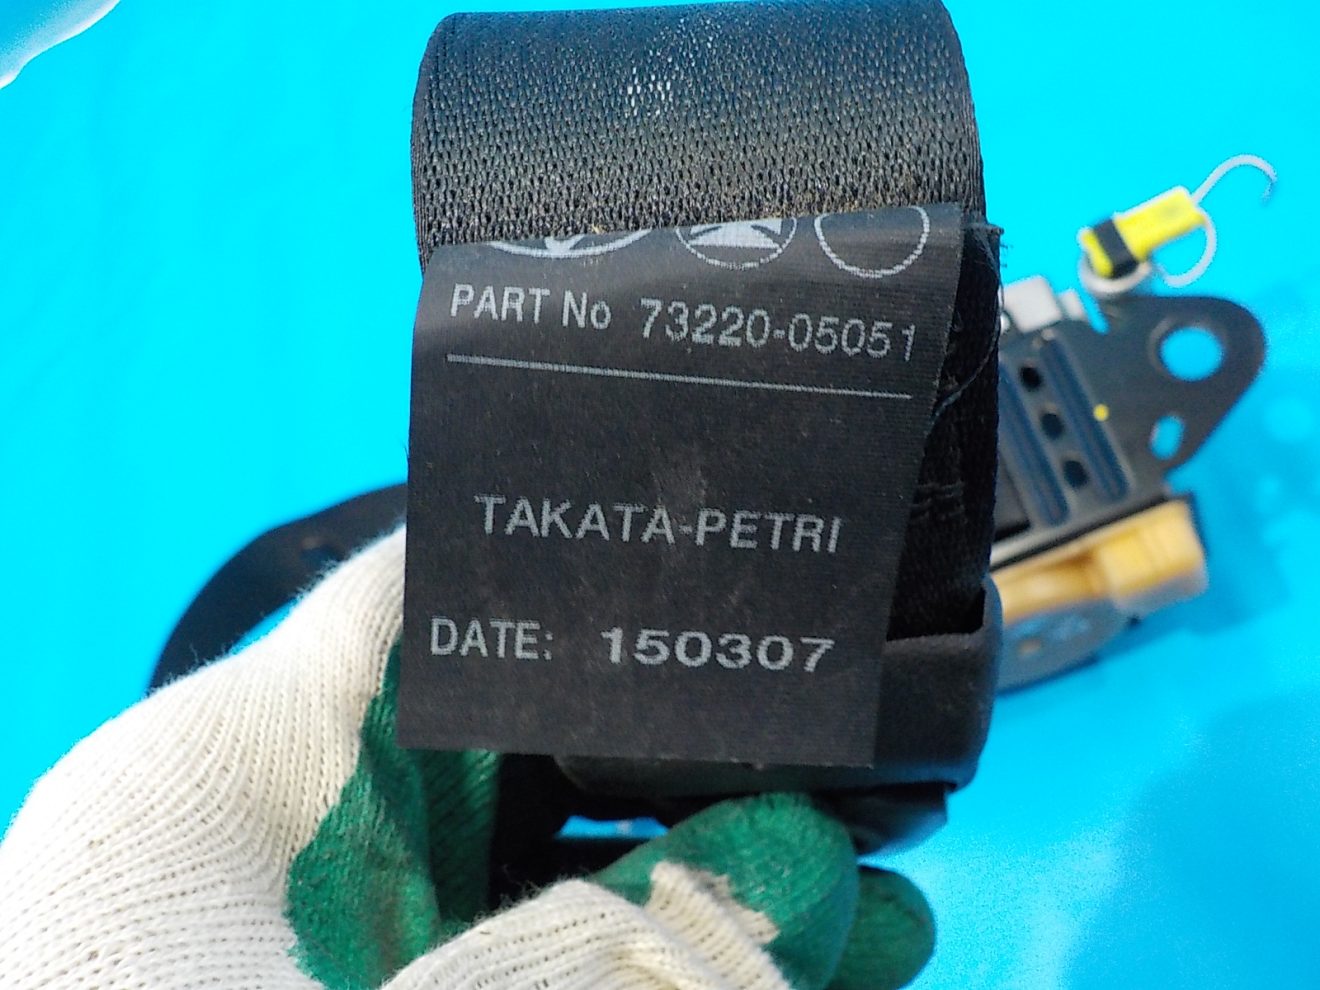 PART No 73220-05051
TAKATA-PETRI
DATE: 150307